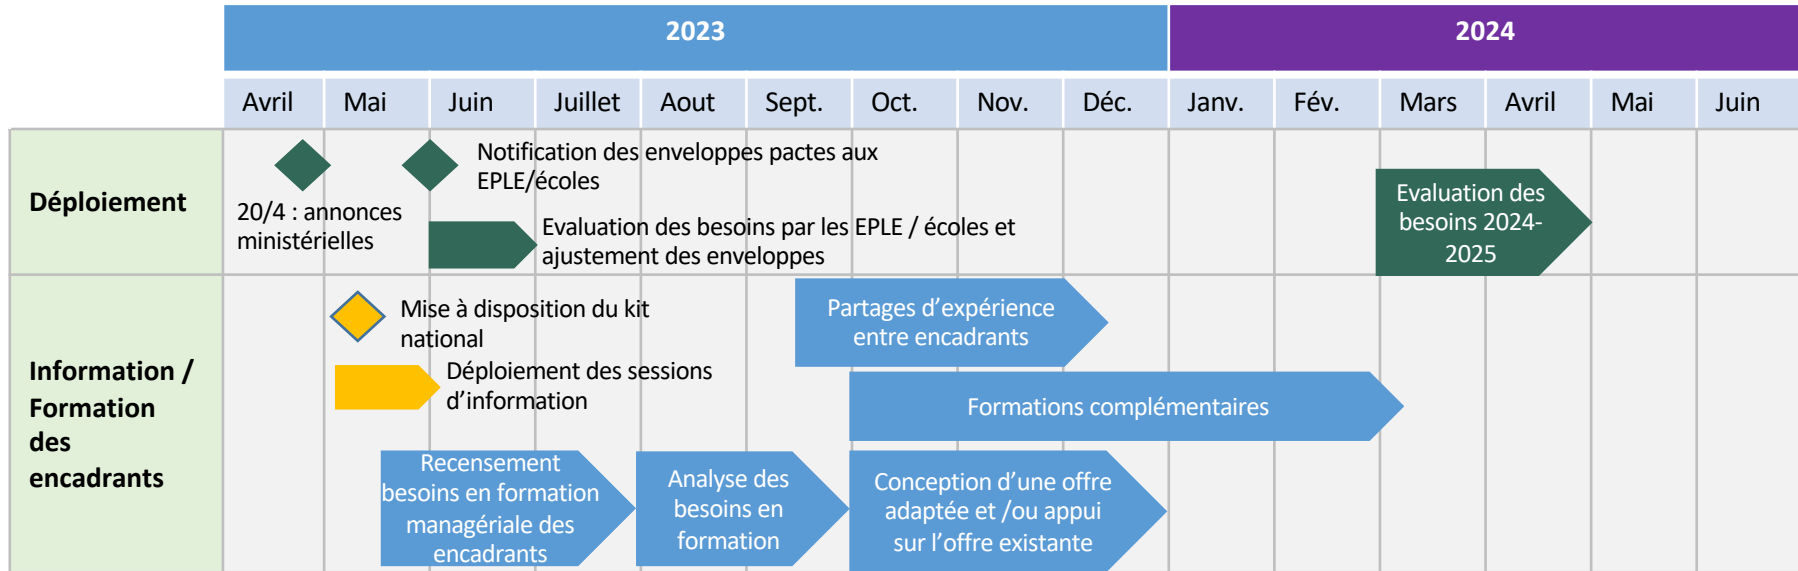 2023
2024
Avril
Mai
Juin
Juillet
Aout
Sept.
Oct.
Nov.
Déc.
Janv.
Fév.
Mars
Avril
Mai
Juin
Déploiement
20/4 : annonces
ministérielles
Notification des enveloppes pactes aux
EPLE/écoles
Evaluation des besoins par les EPLE / écoles et
ajustement des enveloppes
Evaluation des
besoins 2024-
2025
Information /
Formation
des
encadrants
Mise à disposition du kit
national
Déploiement des sessions
d’information
Partages d’expérience
entre encadrants
Formations complémentaires
Recensement
besoins en formation
managériale des
encadrants
Analyse des
besoins en
formation
Conception d’une offre
adaptée et /ou appui
sur l’offre existante